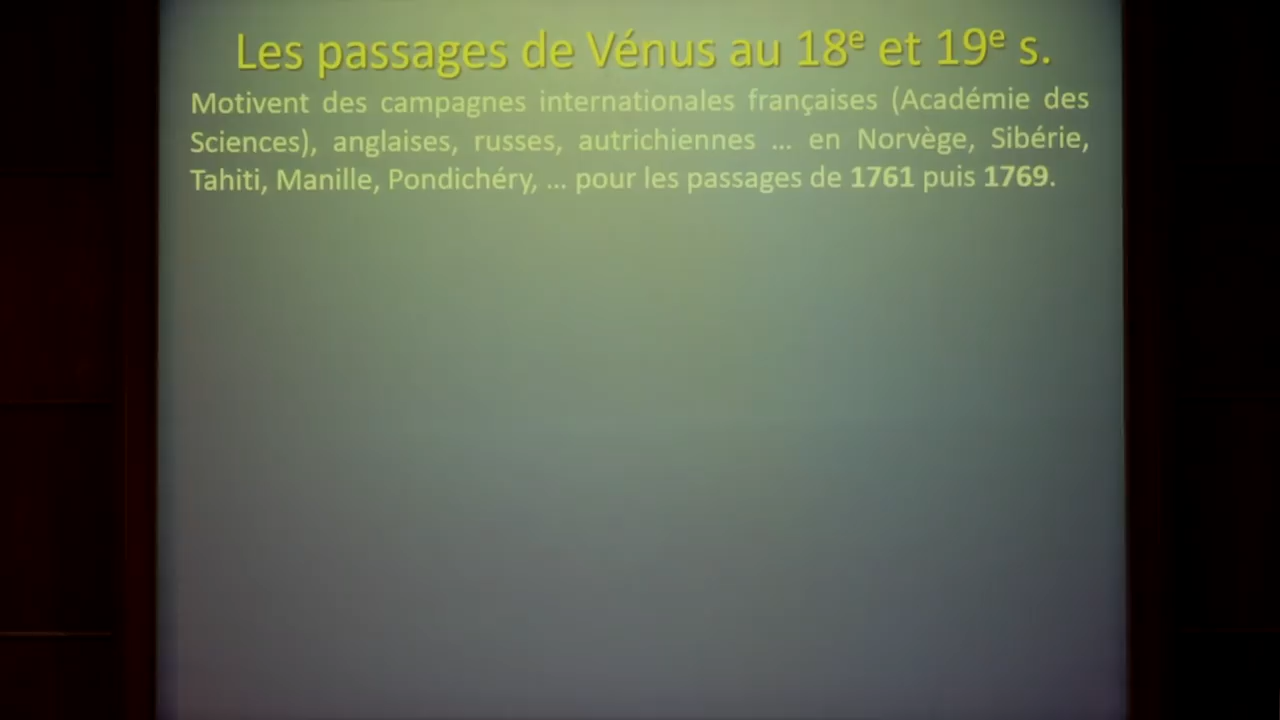 Les passages de Vénus au 18e et 19e s.
Motivent des campagnes internationales françaises (Académie des
Sciences), anglaises, russes, autrichiennes ... en Norvège, Sibérie,
Tahiti, Manille, Pondichéry, ... pour les passages de 1761 puis 1769.